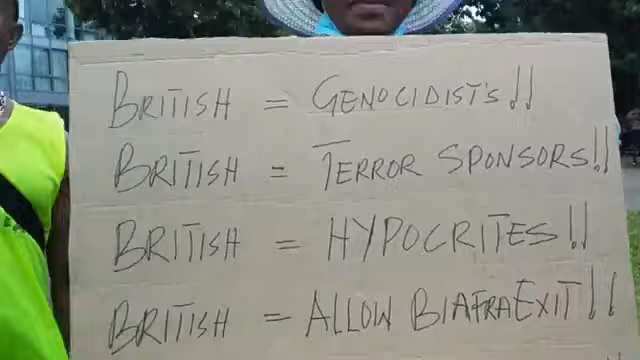 BRITISH = GENOCIDIST'S!!
BRITISH = TERROR SPONSORS!!
BRITISH = HYPOCRITES!!
BRITISH = ALLOW BIAFRAEXIT!!